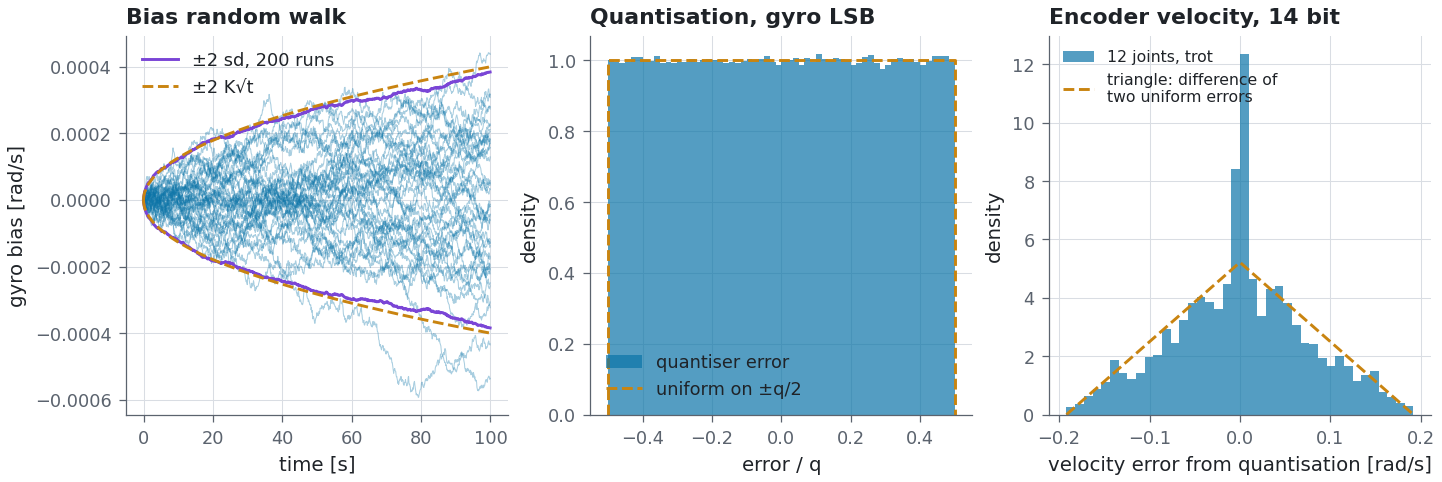 Bias random walk
±2 sd, 200 runs
±2 K√t
0.0004
0.0002
0.0000
−0.0002
−0.0004
−0.0006
0
20
40
60
80
100
gyro bias [rad/s]
time [s]
Quantisation, gyro LSB
1.0
0.8
0.6
0.4
0.2
0.0
quantiser error
uniform on ±q/2
−0.4
−0.2
0.0
0.2
0.4
density
error / q
Encoder velocity, 14 bit
12 joints, trot
triangle: difference of
two uniform errors
12
10
8
6
4
2
0
−0.2
−0.1
0.0
0.1
0.2
density
velocity error from quantisation [rad/s]